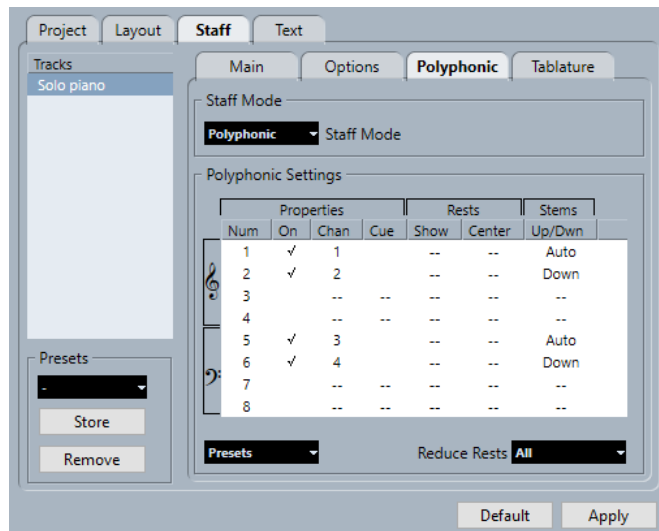 Project Layout Staff Text
Tracks
Solo piano
Main Options Polyphonic Tablature
Staff Mode
Polyphonic Staff Mode
Polyphonic Settings
Properties Rests Stems
Num On Chan Cue Show Center Up/Dwn
1 √ 1 -- -- Auto
2 √ 2 -- -- Down
3 -- -- -- -- --
4 -- -- -- -- --
5 √ 3 -- -- Auto
6 √ 4 -- -- Down
7 -- -- -- -- --
8 -- -- -- -- --
Presets
-
Store
Remove
Presets Reduce Rests All
Default Apply